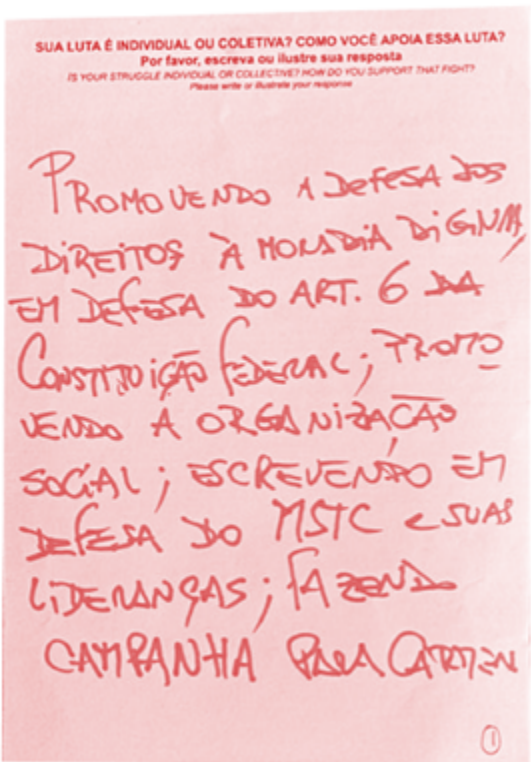 SUA LUTA É INDIVIDUAL OU COLETIVA? COMO VOCÊ APOIA ESSA LUTA?
Por favor, escreva ou ilustre sua resposta
IS YOUR STRUGGLE INDIVIDUAL OR COLLECTIVE? HOW DO YOU SUPPORT THAT FIGHT?
Please write or illustrate your response
PROMOVENDO A DEFESA DOS
DIREITOS À MORADIA DIGNA,
EM DEFESA DO ART. 6 DA
CONSTITUIÇÃO FEDERAL; PROMO
VENDO A ORGANIZAÇÃO
SOCIAL; ESCREVENDO EM
DEFESA DO MSTC e SUAS
LIDERANÇAS; FAZENDO
CAMPANHA PARA CARMEN
1